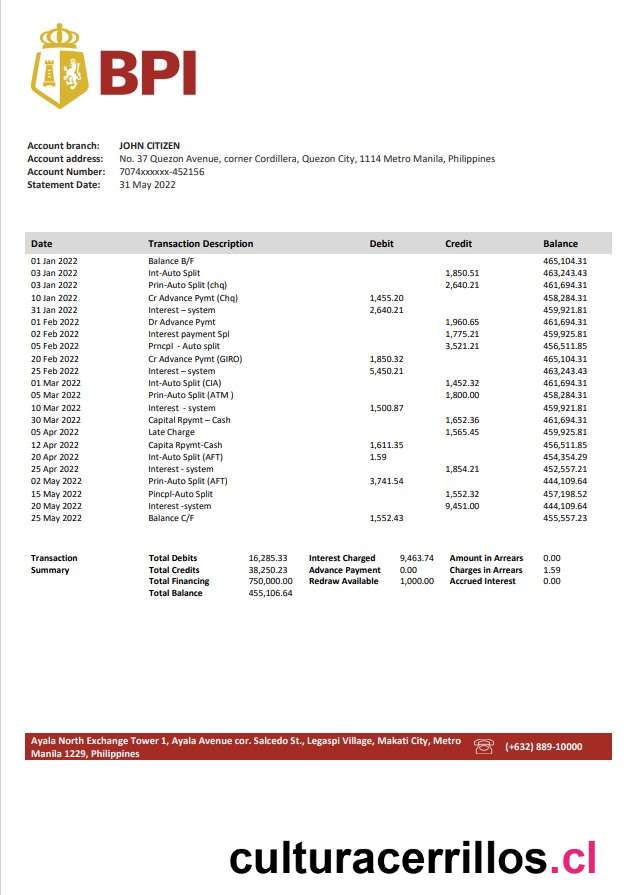 BPI
Account branch: JOHN CITIZEN
Account address: No. 37 Quezon Avenue, corner Cordillera, Quezon City, 1114 Metro Manila, Philippines
Account Number: 7074xxxxxx-452156
Statement Date: 31 May 2022
Date Transaction Description Debit Credit Balance
01 Jan 2022 Balance B/F 465,104.31
03 Jan 2022 Int-Auto Split 1,850.51 463,243.43
03 Jan 2022 Prin-Auto Split (chq) 2,640.21 461,694.31
10 Jan 2022 Cr Advance Pymt (Chq) 1,455.20 458,284.31
31 Jan 2022 Interest – system 2,640.21 459,921.81
01 Feb 2022 Dr Advance Pymt 1,960.65 461,694.31
02 Feb 2022 Interest payment Spl 1,775.21 459,925.81
05 Feb 2022 Prncpl - Auto split 3,521.21 456,511.85
20 Feb 2022 Cr Advance Pymt (GIRO) 1,850.32 465,104.31
25 Feb 2022 Interest – system 5,450.21 463,243.43
01 Mar 2022 Int-Auto Split (CIA) 1,452.32 461,694.31
05 Mar 2022 Prin-Auto Split (ATM ) 1,800.00 458,284.31
10 Mar 2022 Interest - system 1,500.87 459,921.81
30 Mar 2022 Capital Rpymt – Cash 1,652.36 461,694.31
05 Apr 2022 Late Charge 1,565.45 459,925.81
12 Apr 2022 Capita Rpymt-Cash 1,611.35 456,511.85
20 Apr 2022 Int-Auto Split (AFT) 1.59 454,354.29
25 Apr 2022 Interest - system 1,854.21 452,557.21
02 May 2022 Prin-Auto Split (AFT) 3,741.54 444,109.64
15 May 2022 Pincpl-Auto Split 1,552.32 457,198.52
20 May 2022 Interest -system 9,451.00 444,109.64
25 May 2022 Balance C/F 1,552.43 455,557.23
Transaction Total Debits 16,285.33 Interest Charged 9,463.74 Amount in Arrears 0.00
Summary Total Credits 38,250.23 Advance Payment 0.00 Charges in Arrears 1.59
Total Financing 750,000.00 Redraw Available 1,000.00 Accrued Interest 0.00
Total Balance 455,106.64
Ayala North Exchange Tower 1, Ayala Avenue cor. Salcedo St., Legaspi Village, Makati City, Metro
Manila 1229, Philippines
(+632) 889-10000
culturacerrillos.cl